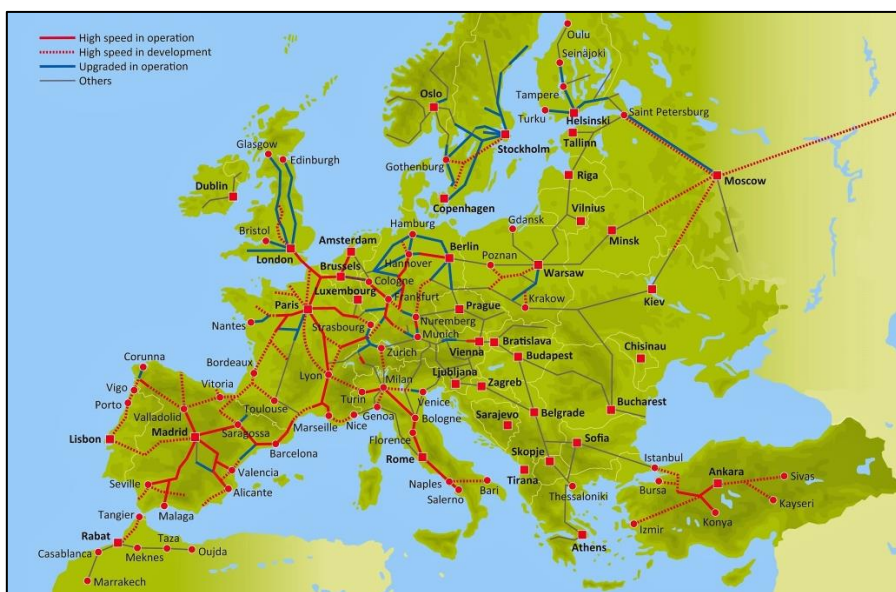 High speed in operation
High speed in development
Upgraded in operation
Others
Oulu
Seinäjoki
Tampere
Turku
Helsinki
Saint Petersburg
Tallinn
Oslo
Stockholm
Gothenburg
Riga
Moscow
Glasgow
Edinburgh
Dublin
Copenhagen
Vilnius
Minsk
Bristol
London
Amsterdam
Hamburg
Berlin
Gdansk
Poznan
Warsaw
Brussels
Hannover
Cologne
Luxembourg
Frankfurt
Prague
Krakow
Kiev
Paris
Nantes
Strasbourg
Nuremberg
Munich
Zürich
Vienna
Bratislava
Budapest
Chisinau
Corunna
Vigo
Porto
Bordeaux
Vitoria
Valladolid
Lyon
Milan
Turin
Ljubljana
Zagreb
Venice
Bucharest
Lisbon
Madrid
Saragossa
Toulouse
Marseille
Nice
Genoa
Bologna
Sarajevo
Belgrade
Barcelona
Florence
Rome
Skopje
Sofia
Istanbul
Ankara
Sivas
Seville
Valencia
Alicante
Naples
Salerno
Bari
Tirana
Thessaloniki
Bursa
Kayseri
Tangier
Malaga
Izmir
Konya
Athens
Rabat
Taza
Casablanca
Meknes
Oujda
Marrakech